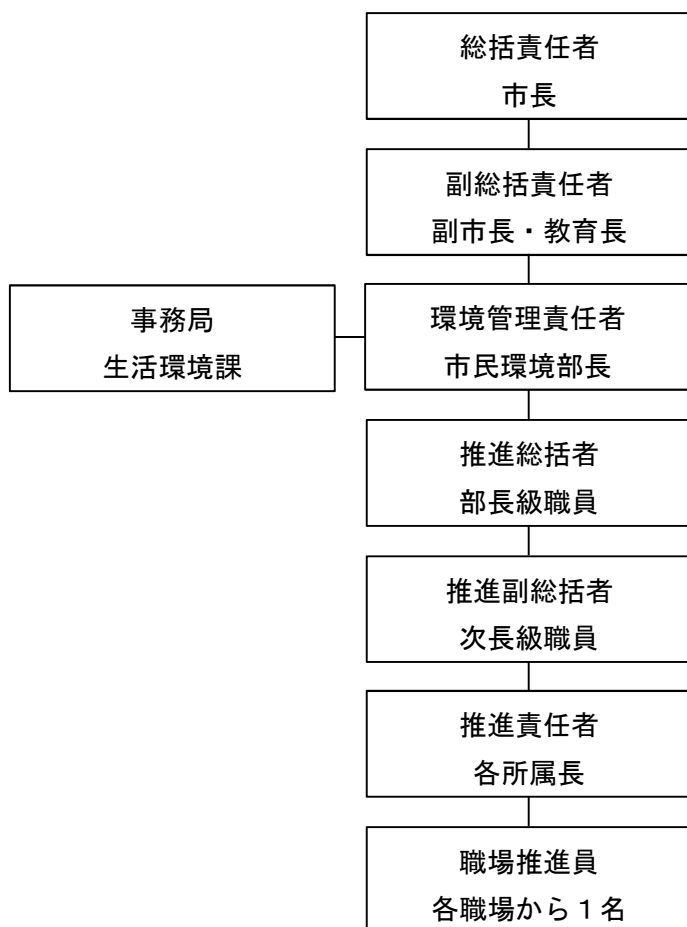 総括責任者
市長
副総括責任者
副市長・教育長
事務局
生活環境課
環境管理責任者
市民環境部長
推進総括者
部長級職員
推進副総括者
次長級職員
推進責任者
各所属長
職場推進員
各職場から１名